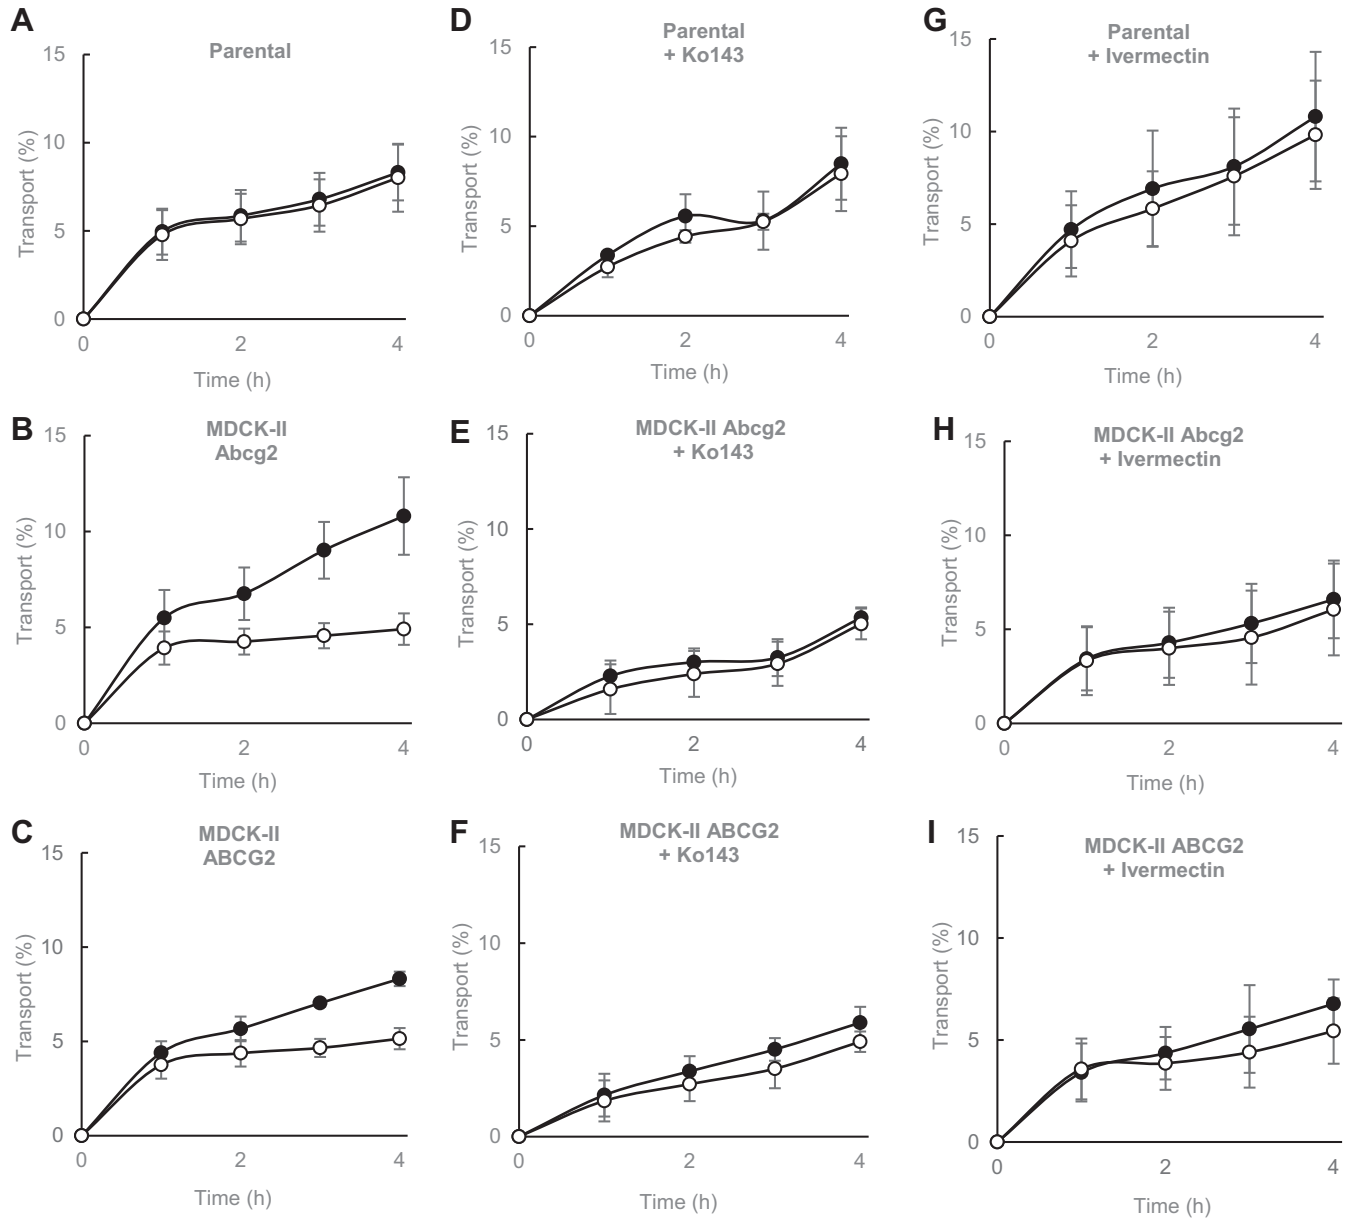 A
Parental
15
10
5
0
Transport (%)
0
2
4
Time (h)
D
Parental
+ Ko143
15
10
5
0
Transport (%)
0
2
4
Time (h)
G
Parental
+ Ivermectin
15
10
5
0
Transport (%)
0
2
4
Time (h)
B
MDCK-II
Abcg2
15
10
5
0
Transport (%)
0
2
4
Time (h)
E
MDCK-II Abcg2
+ Ko143
15
10
5
0
Transport (%)
0
2
4
Time (h)
H
MDCK-II Abcg2
+ Ivermectin
15
10
5
0
Transport (%)
0
2
4
Time (h)
C
MDCK-II
ABCG2
15
10
5
0
Transport (%)
0
2
4
Time (h)
F
MDCK-II ABCG2
+ Ko143
15
10
5
0
Transport (%)
0
2
4
Time (h)
I
MDCK-II ABCG2
+ Ivermectin
15
10
5
0
Transport (%)
0
2
4
Time (h)